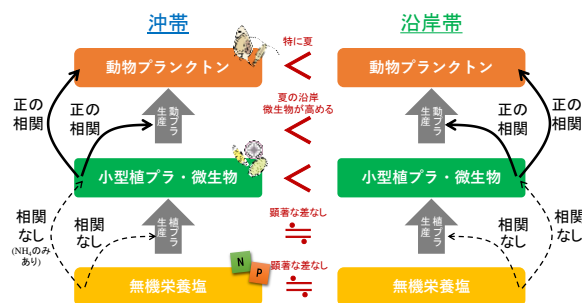 沖帯
沿岸帯
特に夏
動物プランクトン
＜
動物プランクトン
正の
相関
正の
相関
動プラ
生産
夏の沿岸
微生物が高める
＜
動プラ
生産
正の
相関
正の
相関
小型植プラ・微生物
＜
小型植プラ・微生物
相関
なし
(NH₄のみ
あり)
相関
なし
植プラ
生産
顕著な差なし
≒
植プラ
生産
相関
なし
相関
なし
N
P
無機栄養塩
顕著な差なし
≒
無機栄養塩